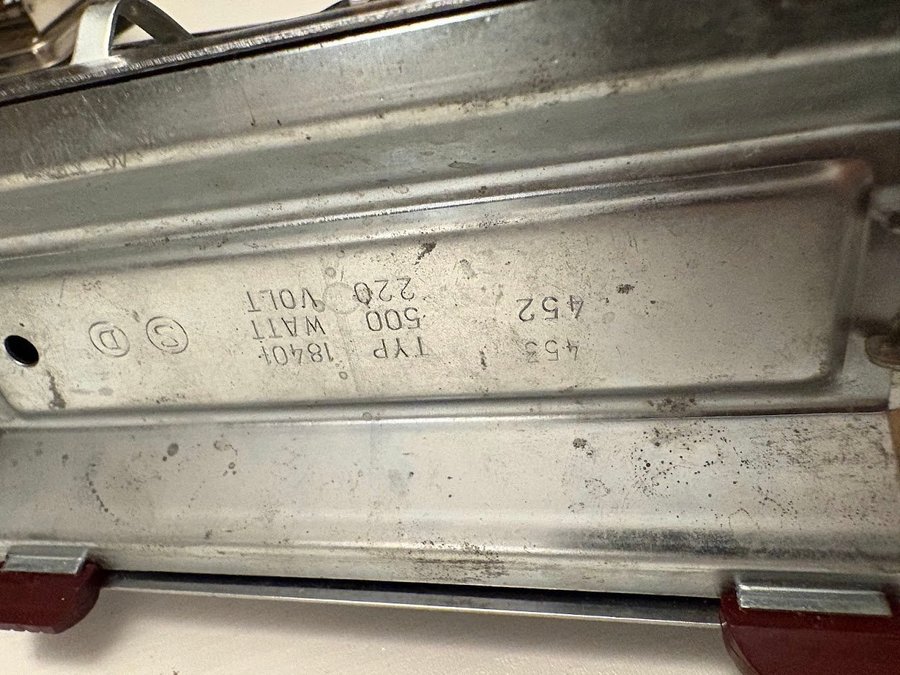 453 TYP 18401
452 500 WATT
220 VOLT
S D